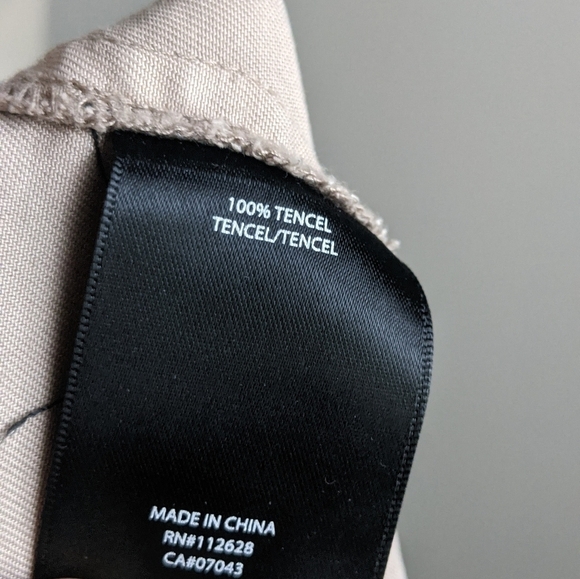 100% TENCEL
TENCEL/TENCEL
MADE IN CHINA
RN#112628
CA#07043